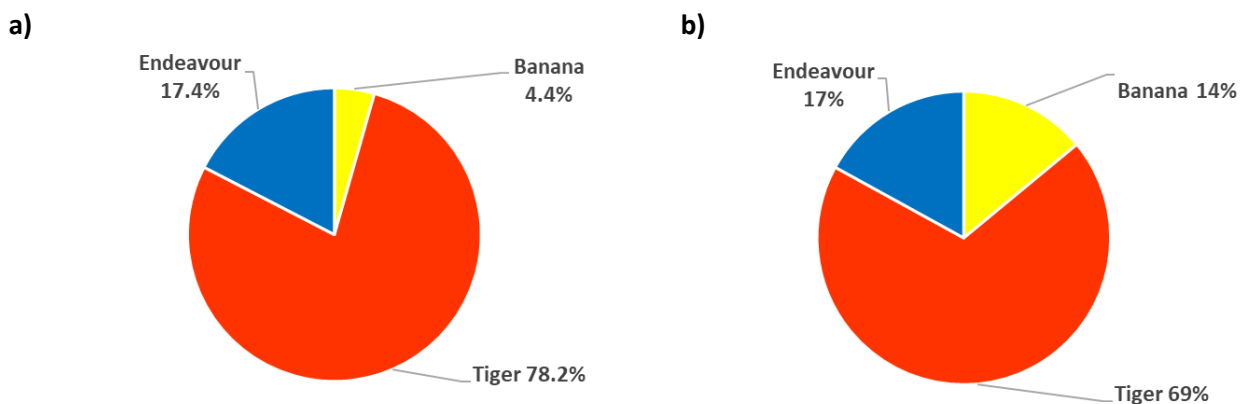 a)
Endeavour
17.4%
Banana
4.4%
Tiger 78.2%
b)
Endeavour
17%
Banana 14%
Tiger 69%